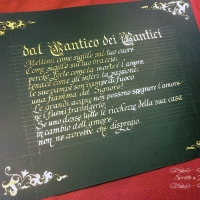 dal Cantico dei Cantici
Mettimi come sigillo sul tuo cuore
Come sigillo sul tuo braccio,
perché forte come la morte è l'amore,
tenace come gli inferi la passione:
le sue vampe son vampe di fuoco
una fiamma del Signore!
Le grandi acque non possono spegnere l'amore
né i fiumi travolgerlo.
Se uno desse tutte le ricchezze della sua casa
in cambio dell'amore
non ne avrebbe che dispregio.